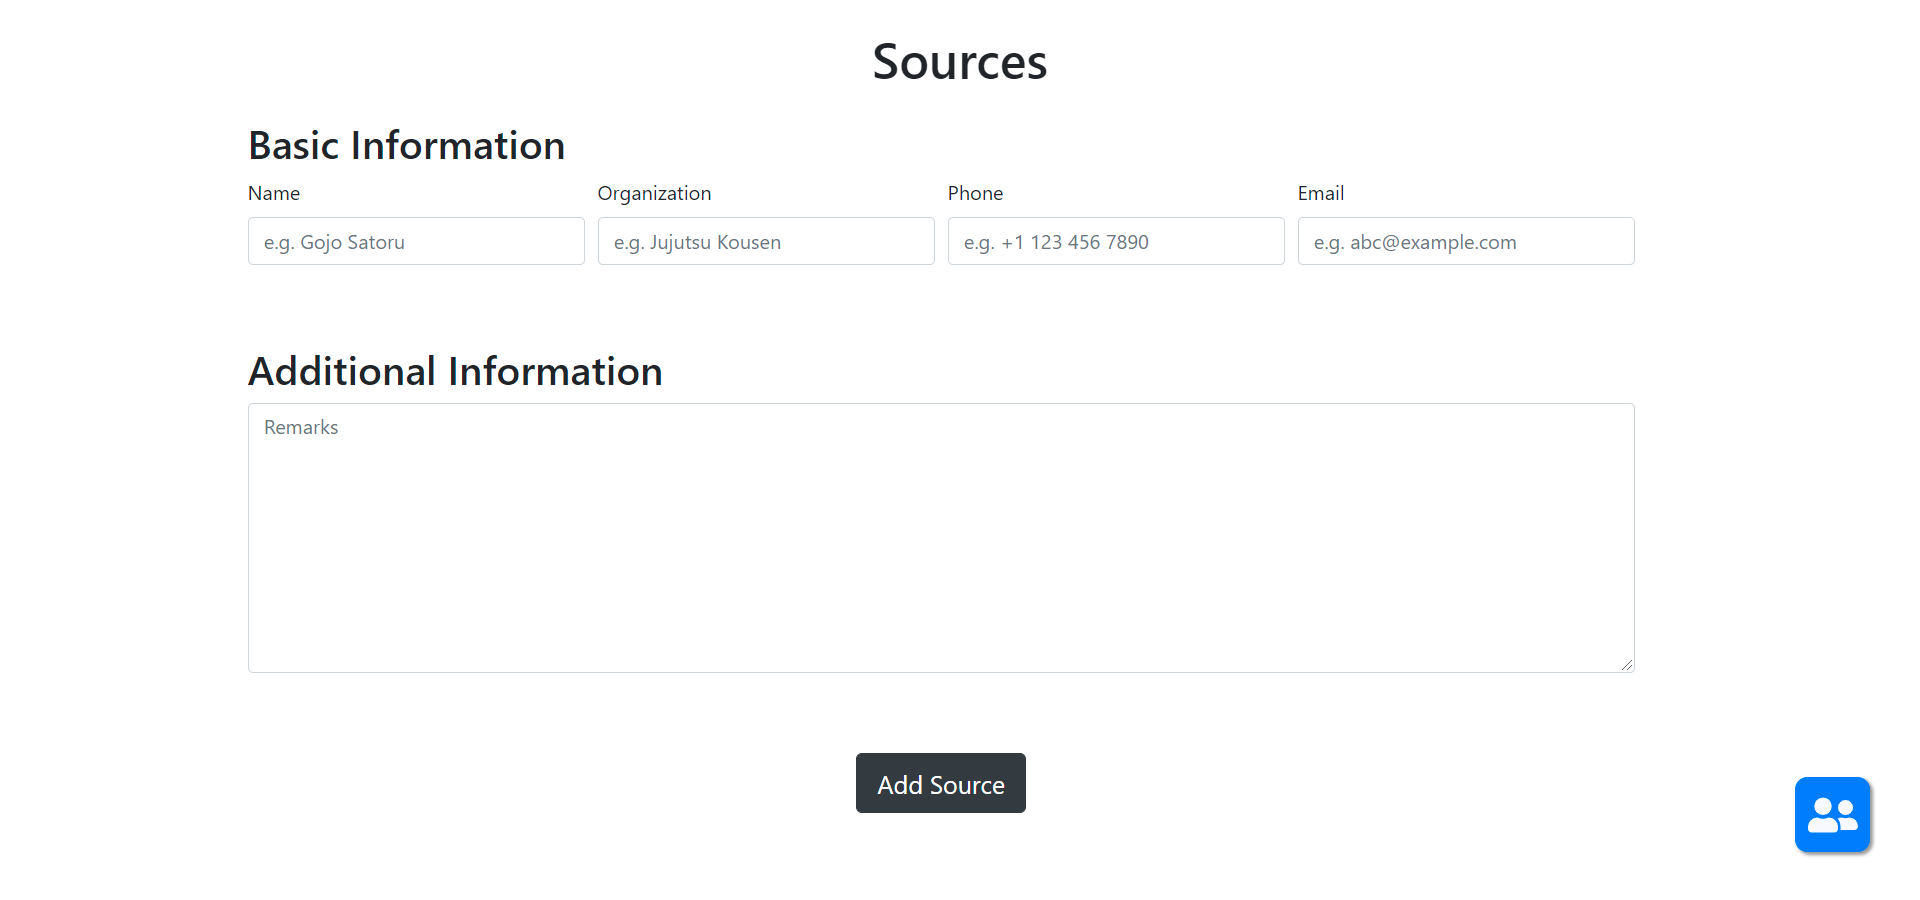 Sources
Basic Information
Name Organization Phone Email
e.g. Gojo Satoru e.g. Jujutsu Kousen e.g. +1 123 456 7890 e.g. abc@example.com
Additional Information
Remarks
Add Source